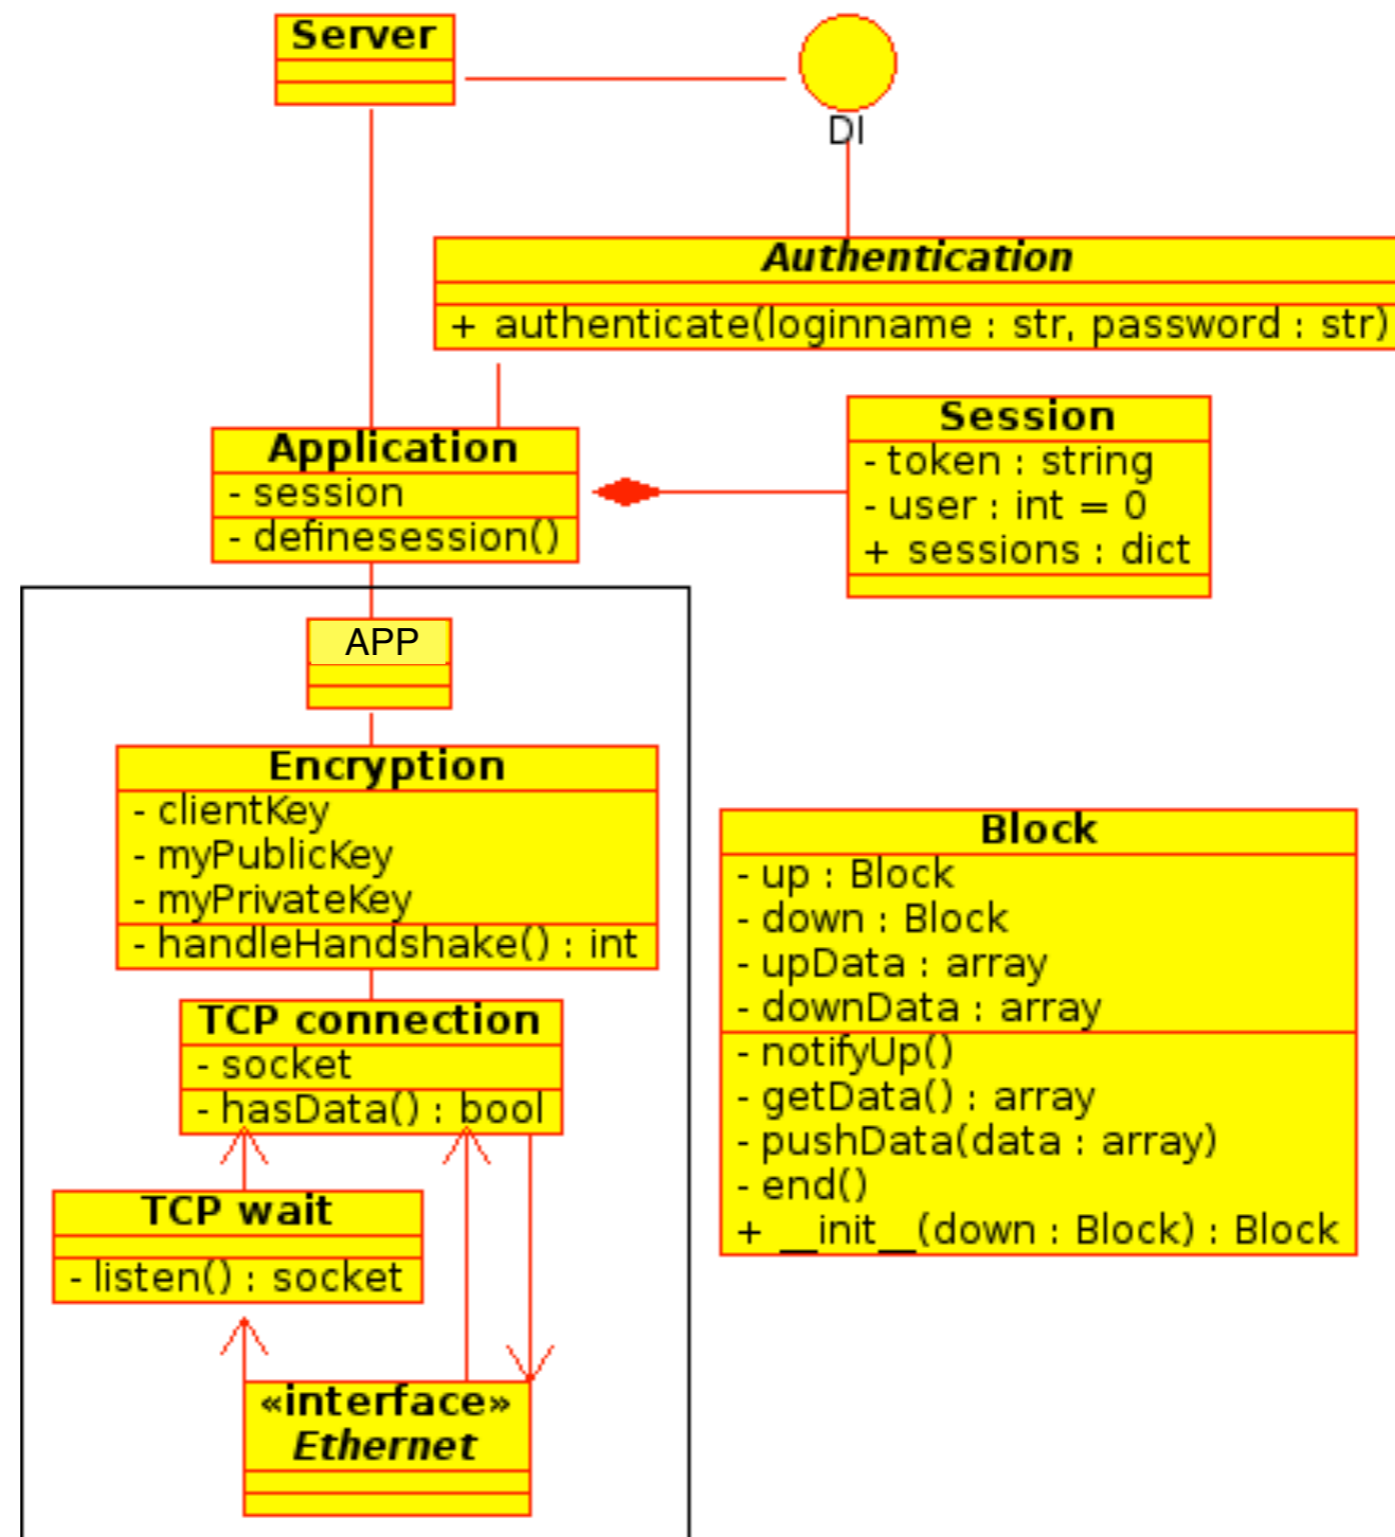 Server
DI
Authentication
+ authenticate(loginname : str, password : str)
Application
- session
- definesession()
Session
- token : string
- user : int = 0
+ sessions : dict
APP
Encryption
- clientKey
- myPublicKey
- myPrivateKey
- handleHandshake() : int
Block
- up : Block
- down : Block
- upData : array
- downData : array
- notifyUp()
- getData() : array
- pushData(data : array)
- end()
+ __init__(down : Block) : Block
TCP connection
- socket
- hasData() : bool
TCP wait
- listen() : socket
«interface»
Ethernet